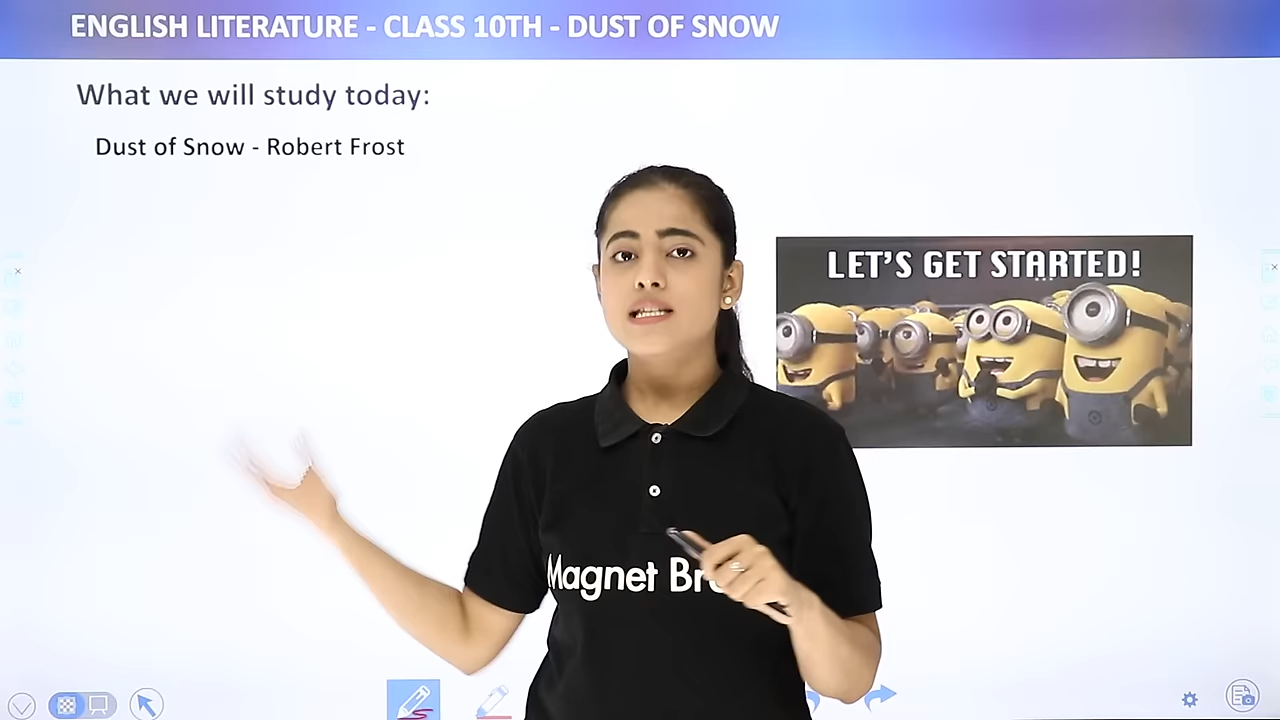 ENGLISH LITERATURE - CLASS 10TH - DUST OF SNOW
What we will study today:
Dust of Snow - Robert Frost
LET'S GET STARTED!
Magnet